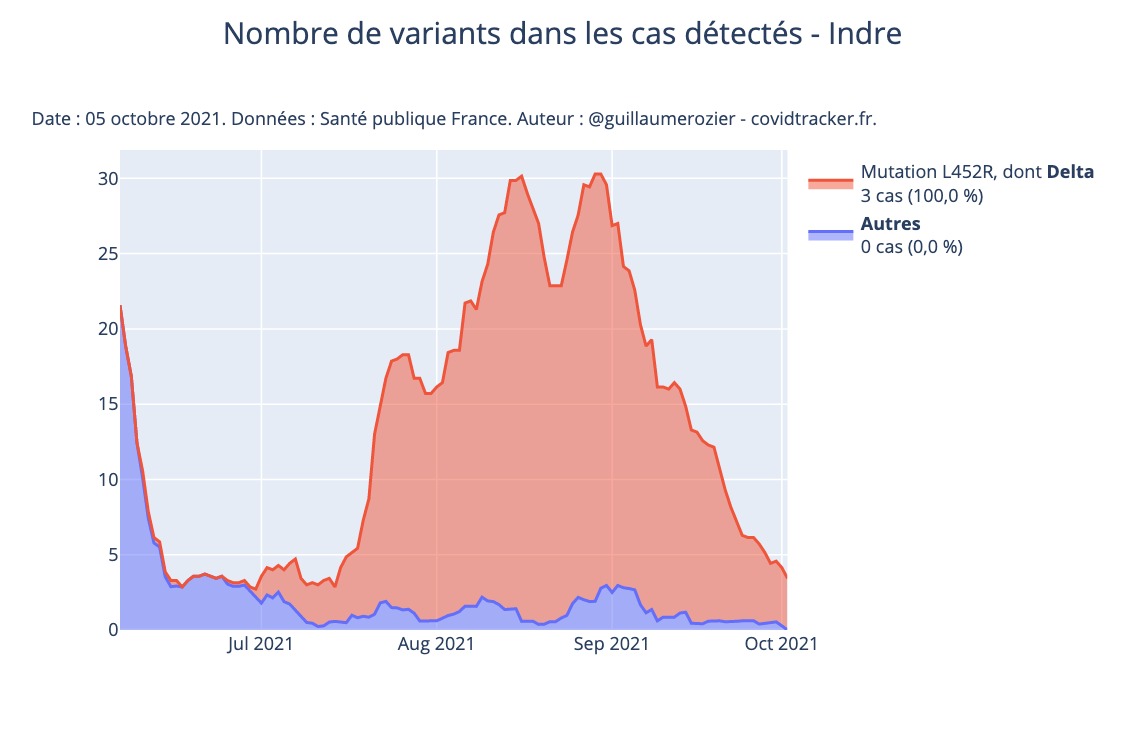 Nombre de variants dans les cas détectés - Indre
Date : 05 octobre 2021. Données : Santé publique France. Auteur : @guillaumerozier - covidtracker.fr.
30
25
20
15
10
5
0
Jul 2021
Aug 2021
Sep 2021
Oct 2021
Mutation L452R, dont Delta
3 cas (100,0 %)
Autres
0 cas (0,0 %)